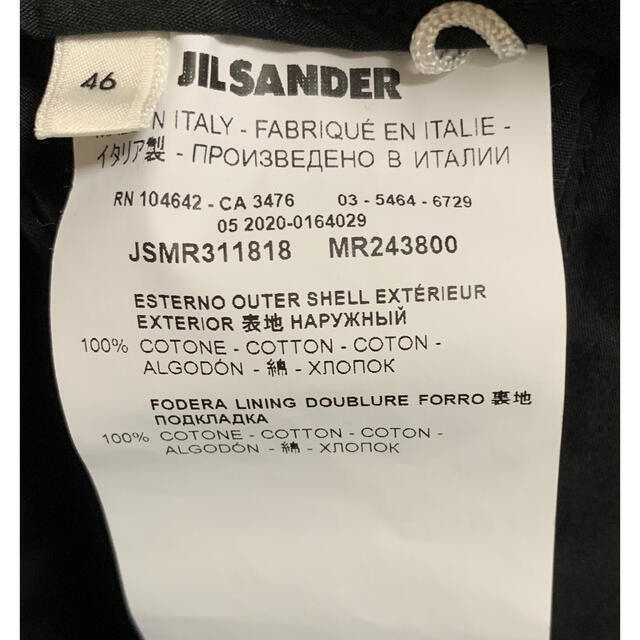 46
JIL SANDER
IN ITALY - FABRIQUÉ EN ITALIE -
イタリア製 - ПРОИЗВЕДЕНО В ИТАЛИИ
RN 104642 - CA 3476 03 - 5464 - 6729
05 2020-0164029
JSMR311818 MR243800
ESTERNO OUTER SHELL EXTÉRIEUR
EXTERIOR 表地 НАРУЖНЫЙ
100% COTONE - COTTON - COTON -
ALGODÓN - 綿 - ХЛОПОК
FODERA LINING DOUBLURE FORRO 裏地
ПОДКЛАДКА
100% COTONE - COTTON - COTON -
ALGODÓN - 綿 - ХЛОПОК